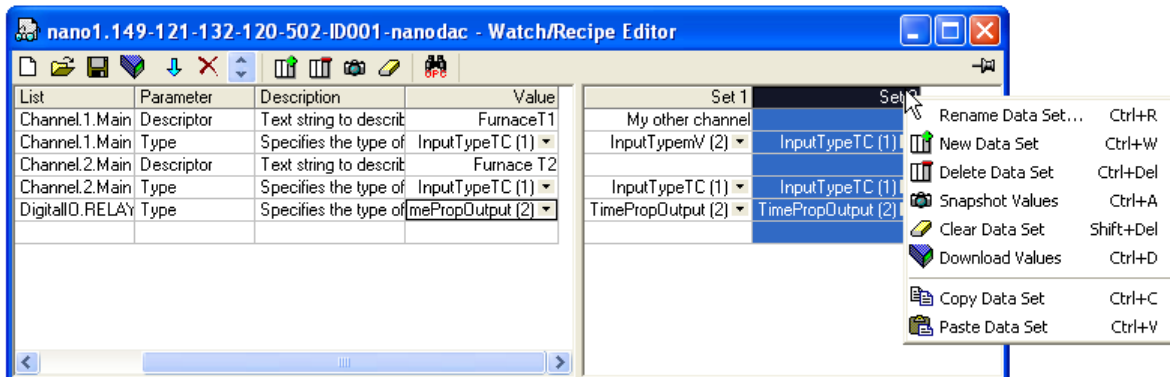 nano1.149-121-132-120-502-ID001-nanodac - Watch/Recipe Editor
OPC
List Parameter Description Value Set 1 Set
Channel.1.Main Descriptor Text string to describ FurnaceT1 My other channel
Channel.1.Main Type Specifies the type of InputTypeTC (1) InputTypemV (2) InputTypeTC (1)
Channel.2.Main Descriptor Text string to describ Furnace T2
Channel.2.Main Type Specifies the type of InputTypeTC (1) InputTypeTC (1) InputTypeTC (1)
DigitalIO.RELAY Type Specifies the type of mePropOutput (2) TimePropOutput (2) TimePropOutput (2)
Rename Data Set... Ctrl+R
New Data Set Ctrl+W
Delete Data Set Ctrl+Del
Snapshot Values Ctrl+A
Clear Data Set Shift+Del
Download Values Ctrl+D
Copy Data Set Ctrl+C
Paste Data Set Ctrl+V